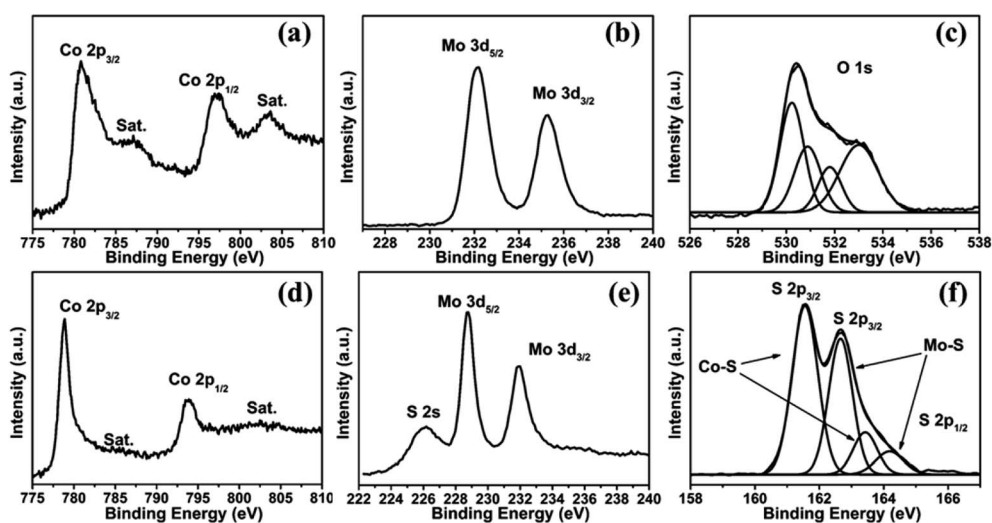 (a)
Co 2p3/2
Co 2p1/2
Sat.
Sat.
Intensity (a.u.)
775 780 785 790 795 800 805 810
Binding Energy (eV)
(b)
Mo 3d5/2
Mo 3d3/2
Intensity (a.u.)
228 230 232 234 236 238 240
Binding Energy (eV)
(c)
O 1s
Intensity (a.u.)
526 528 530 532 534 536 538
Binding Energy (eV)
(d)
Co 2p3/2
Co 2p1/2
Sat.
Sat.
Intensity (a.u.)
775 780 785 790 795 800 805 810
Binding Energy (eV)
(e)
Mo 3d5/2
Mo 3d3/2
S 2s
Intensity (a.u.)
222 224 226 228 230 232 234 236 238 240
Binding Energy (eV)
(f)
S 2p3/2
S 2p3/2
Mo-S
Co-S
S 2p1/2
Intensity (a.u.)
158 160 162 164 166
Binding Energy (eV)